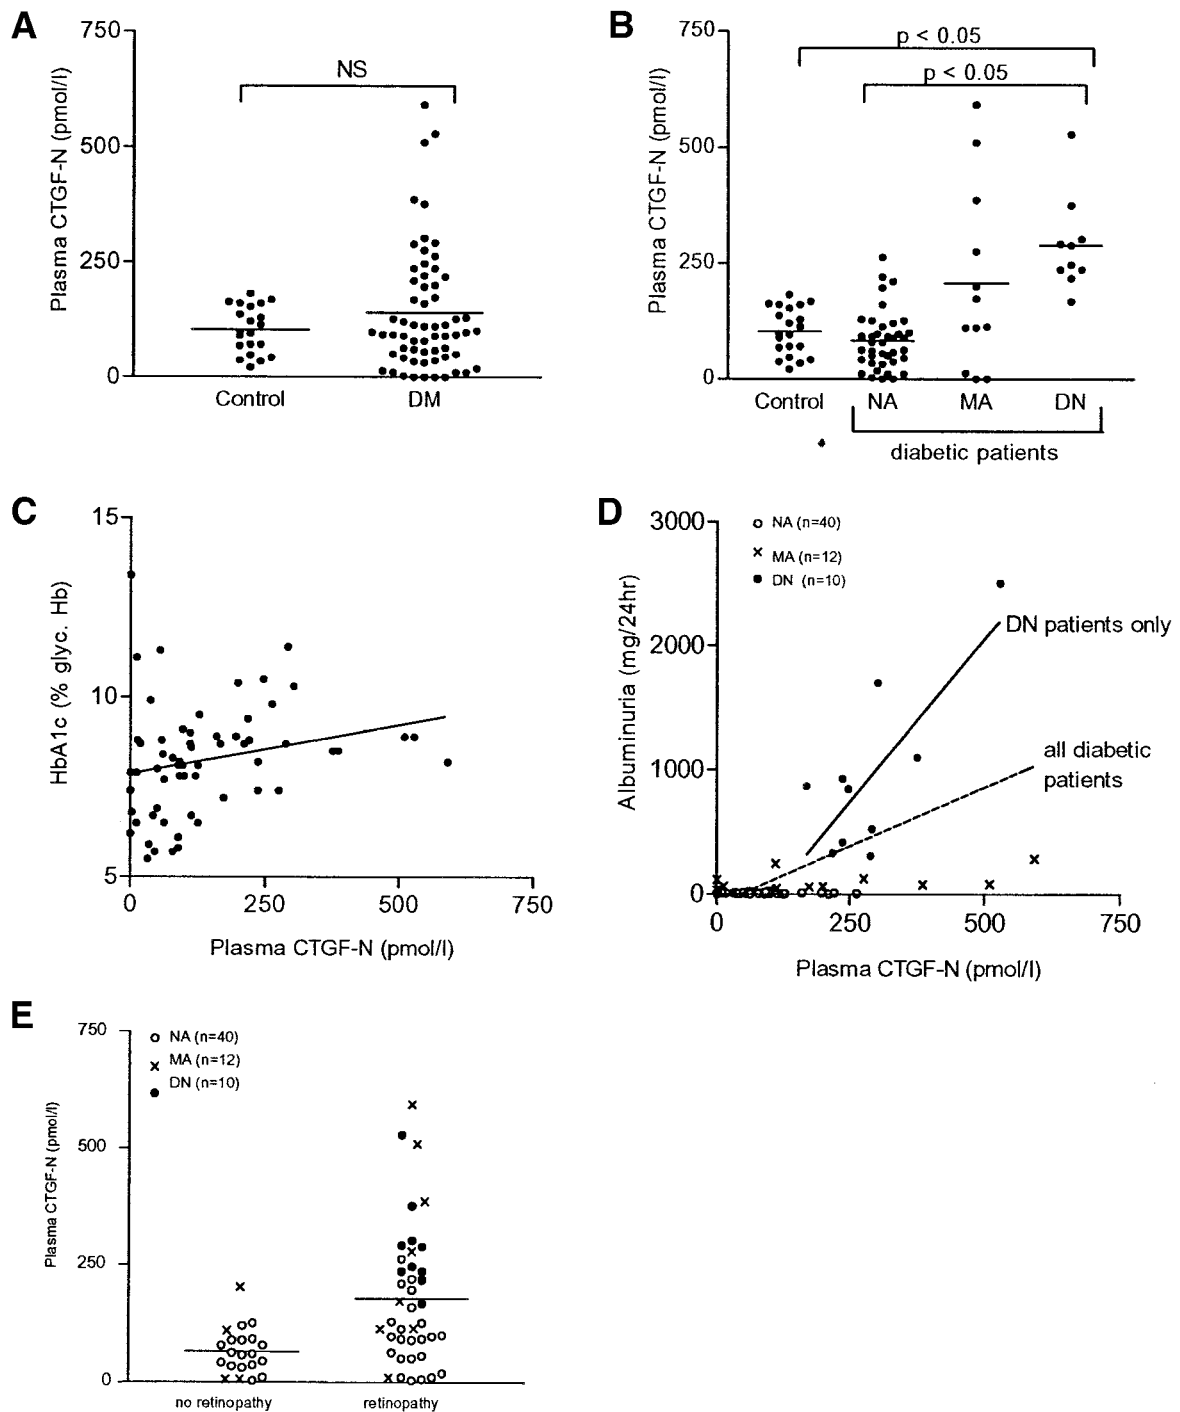 A
750
500
250
0
Plasma CTGF-N (pmol/l)
NS
Control
DM
B
750
500
250
0
Plasma CTGF-N (pmol/l)
p < 0.05
p < 0.05
Control
NA
MA
DN
diabetic patients
C
15
10
5
HbA1c (% glyc. Hb)
0
250
500
750
Plasma CTGF-N (pmol/l)
D
3000
2000
1000
0
Albuminuria (mg/24hr)
NA (n=40)
MA (n=12)
DN (n=10)
DN patients only
all diabetic
patients
0
250
500
750
Plasma CTGF-N (pmol/l)
E
750
500
250
0
Plasma CTGF-N (pmol/l)
NA (n=40)
MA (n=12)
DN (n=10)
no retinopathy
retinopathy